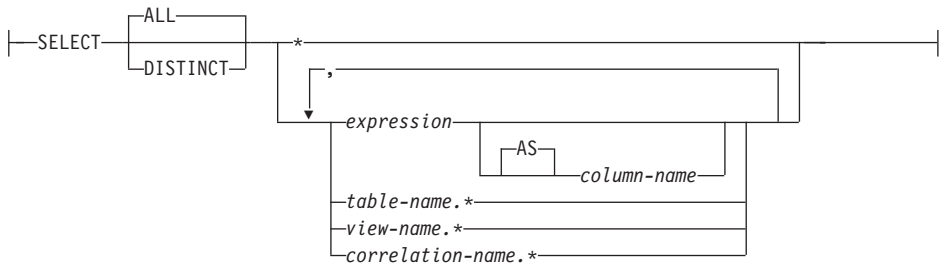 ALL
SELECT *
DISTINCT
,
expression
AS
column-name
table-name.*
view-name.*
correlation-name.*